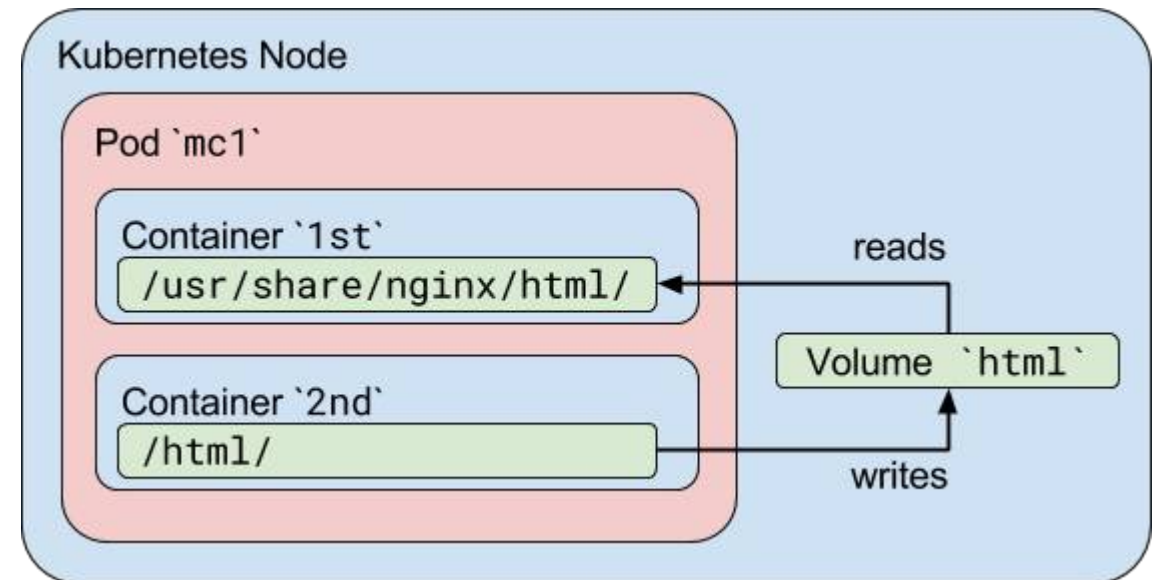 Kubernetes Node
Pod `mc1`
Container `1st`
/usr/share/nginx/html/
reads
Volume `html`
Container `2nd`
/html/
writes